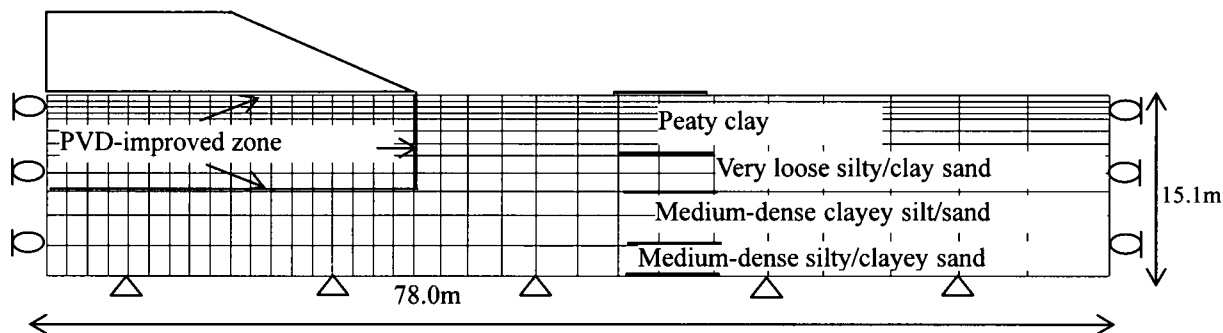 Peaty clay
PVD-improved zone
Very loose silty/clay sand
15.1m
Medium-dense clayey silt/sand
Medium-dense silty/clayey sand
78.0m